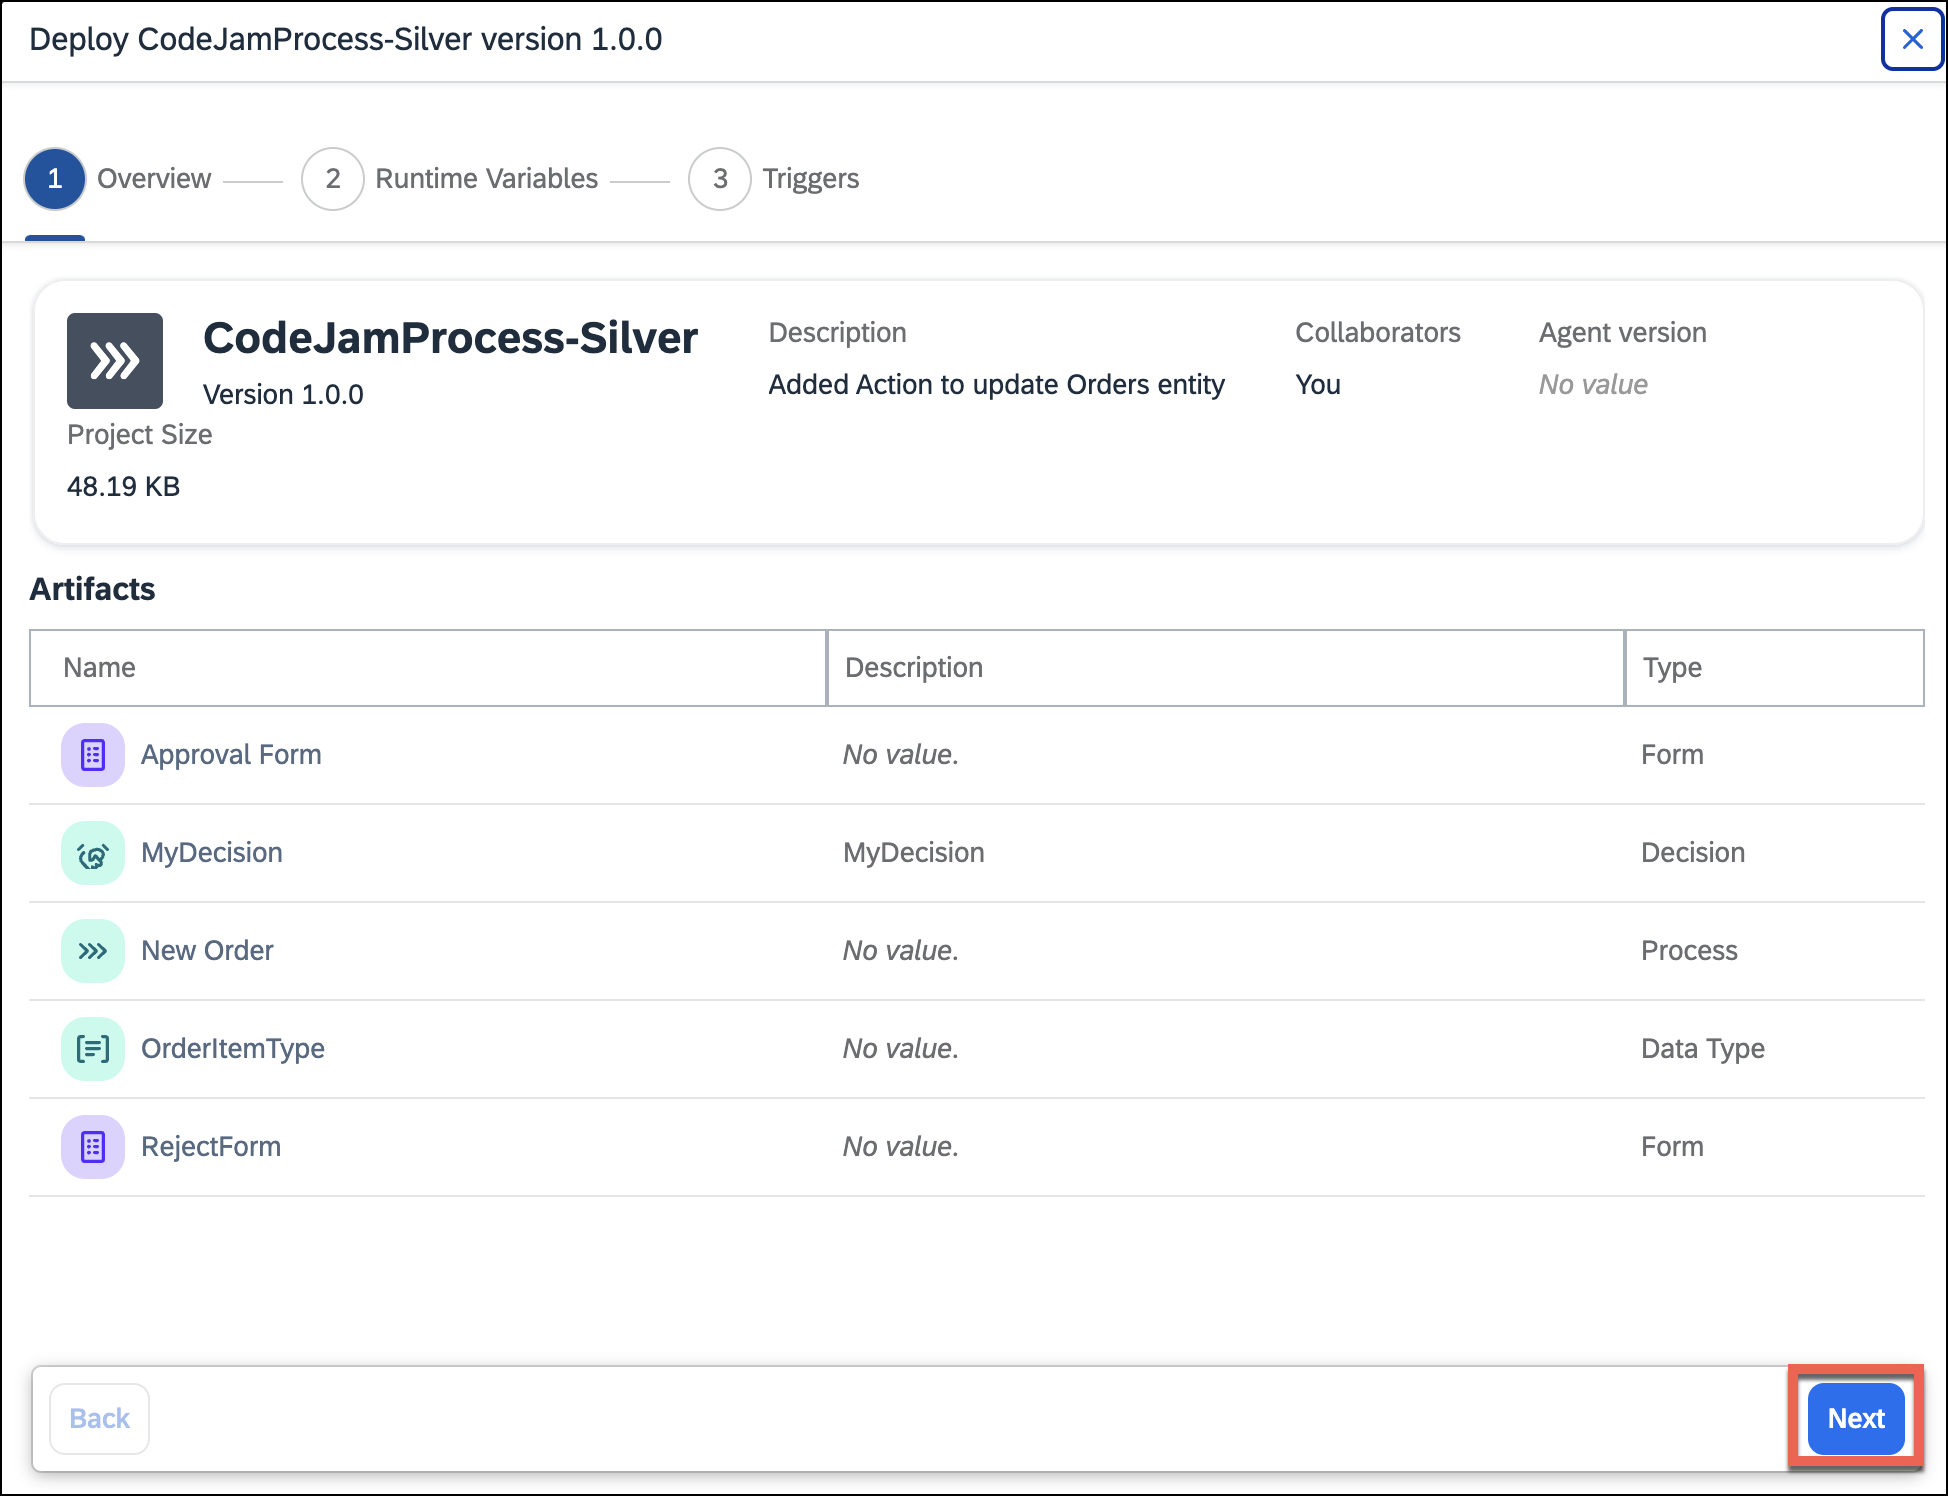 Deploy CodeJamProcess-Silver version 1.0.0
1 Overview 2 Runtime Variables 3 Triggers
CodeJamProcess-Silver
Version 1.0.0
Project Size
48.19 KB
Description
Added Action to update Orders entity
Collaborators
You
Agent version
No value
Artifacts
Name Description Type
Approval Form No value. Form
MyDecision MyDecision Decision
New Order No value. Process
OrderItemType No value. Data Type
RejectForm No value. Form
Back Next